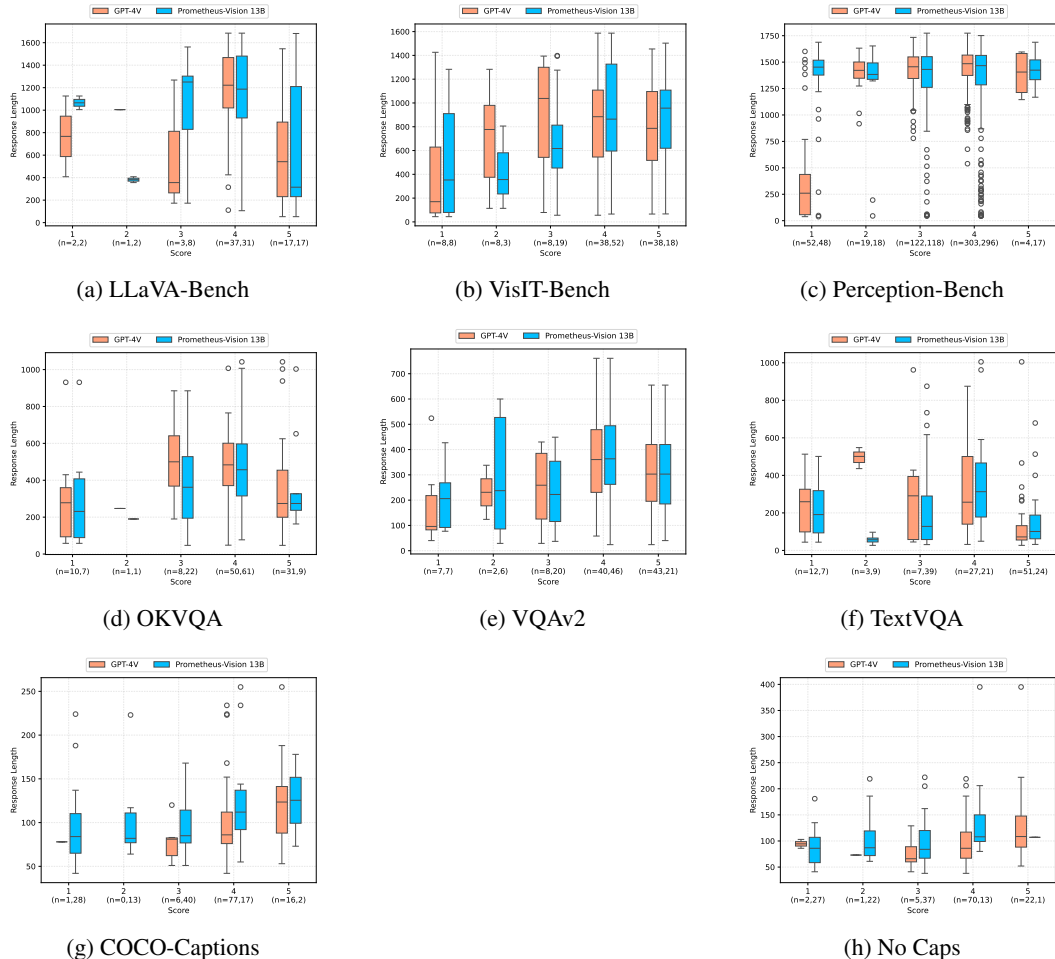 GPT-4V Prometheus-Vision 13B
1600
1400
1200
1000
800
600
400
200
0
Response Length
1 2 3 4 5
(n=2,2) (n=1,2) (n=3,8) (n=37,31) (n=17,17)
Score
(a) LLaVA-Bench
GPT-4V Prometheus-Vision 13B
1600
1400
1200
1000
800
600
400
200
0
Response Length
1 2 3 4 5
(n=8,8) (n=8,3) (n=8,19) (n=38,52) (n=38,18)
Score
(b) VisIT-Bench
GPT-4V Prometheus-Vision 13B
1750
1500
1250
1000
750
500
250
0
Response Length
1 2 3 4 5
(n=52,48) (n=19,18) (n=122,118) (n=303,296) (n=4,17)
Score
(c) Perception-Bench
GPT-4V Prometheus-Vision 13B
1000
800
600
400
200
0
Response Length
1 2 3 4 5
(n=10,7) (n=1,1) (n=8,22) (n=50,61) (n=31,9)
Score
(d) OKVQA
GPT-4V Prometheus-Vision 13B
700
600
500
400
300
200
100
0
Response Length
1 2 3 4 5
(n=7,7) (n=2,6) (n=8,20) (n=40,46) (n=43,21)
Score
(e) VQAv2
GPT-4V Prometheus-Vision 13B
1000
800
600
400
200
0
Response Length
1 2 3 4 5
(n=12,7) (n=3,9) (n=7,39) (n=27,21) (n=51,24)
Score
(f) TextVQA
GPT-4V Prometheus-Vision 13B
250
200
150
100
50
Response Length
1 2 3 4 5
(n=1,28) (n=0,13) (n=6,40) (n=77,17) (n=16,2)
Score
(g) COCO-Captions
GPT-4V Prometheus-Vision 13B
400
350
300
250
200
150
100
50
Response Length
1 2 3 4 5
(n=2,27) (n=1,22) (n=5,37) (n=70,13) (n=22,1)
Score
(h) No Caps